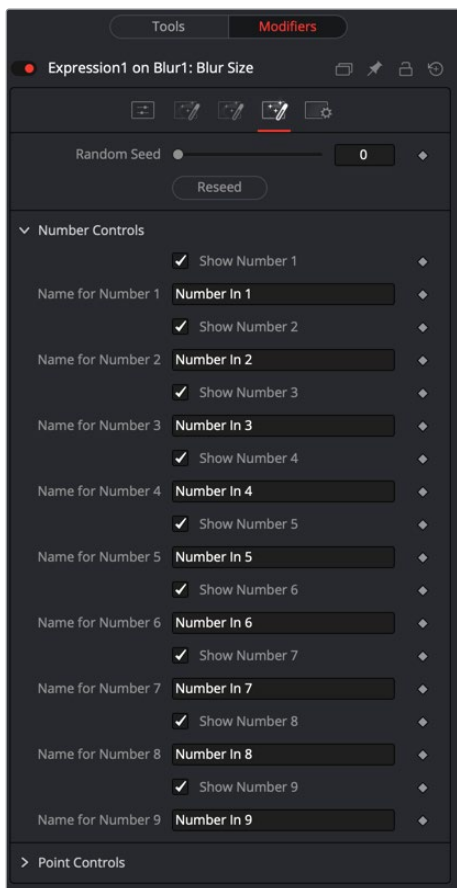 Tools Modifiers
Expression1 on Blur1: Blur Size
Random Seed 0
Reseed
Number Controls
Show Number 1
Name for Number 1 Number In 1
Show Number 2
Name for Number 2 Number In 2
Show Number 3
Name for Number 3 Number In 3
Show Number 4
Name for Number 4 Number In 4
Show Number 5
Name for Number 5 Number In 5
Show Number 6
Name for Number 6 Number In 6
Show Number 7
Name for Number 7 Number In 7
Show Number 8
Name for Number 8 Number In 8
Show Number 9
Name for Number 9 Number In 9
Point Controls